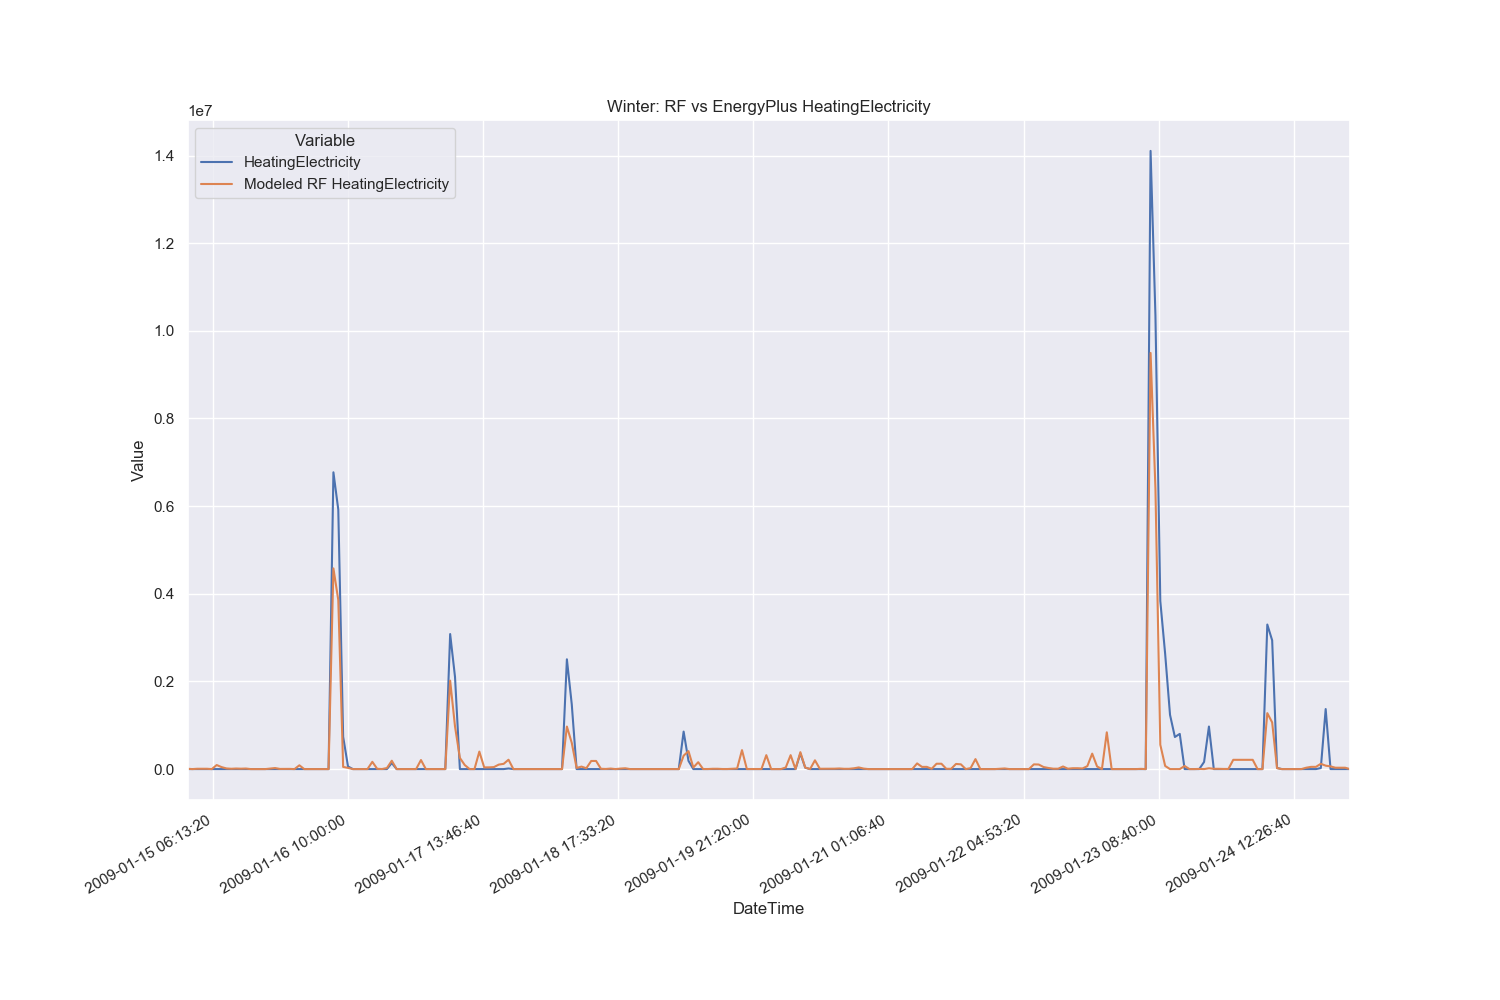 Winter: RF vs EnergyPlus HeatingElectricity
1e7
Variable
HeatingElectricity
Modeled RF HeatingElectricity
1.4
1.2
1.0
0.8
0.6
0.4
0.2
0.0
Value
2009-01-15 06:13:20
2009-01-16 10:00:00
2009-01-17 13:46:40
2009-01-18 17:33:20
2009-01-19 21:20:00
2009-01-21 01:06:40
2009-01-22 04:53:20
2009-01-23 08:40:00
2009-01-24 12:26:40
DateTime